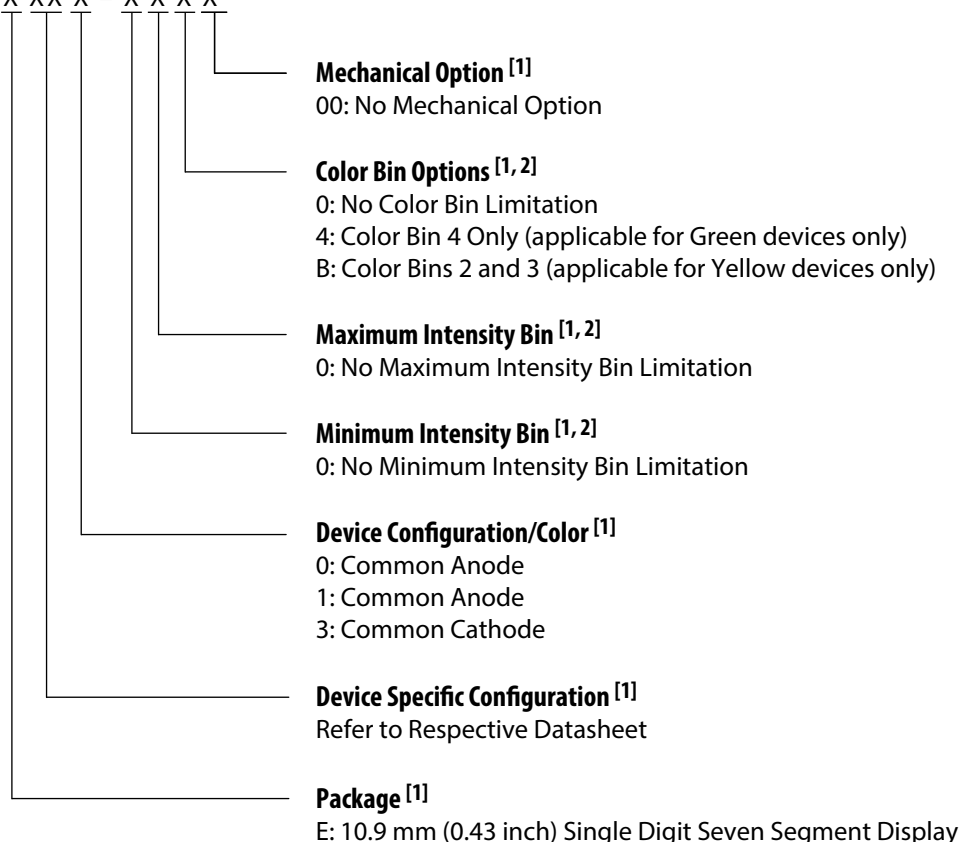 X XX X - X X X X
Mechanical Option [1]
00: No Mechanical Option
Color Bin Options [1, 2]
0: No Color Bin Limitation
4: Color Bin 4 Only (applicable for Green devices only)
B: Color Bins 2 and 3 (applicable for Yellow devices only)
Maximum Intensity Bin [1, 2]
0: No Maximum Intensity Bin Limitation
Minimum Intensity Bin [1, 2]
0: No Minimum Intensity Bin Limitation
Device Configuration/Color [1]
0: Common Anode
1: Common Anode
3: Common Cathode
Device Specific Configuration [1]
Refer to Respective Datasheet
Package [1]
E: 10.9 mm (0.43 inch) Single Digit Seven Segment Display